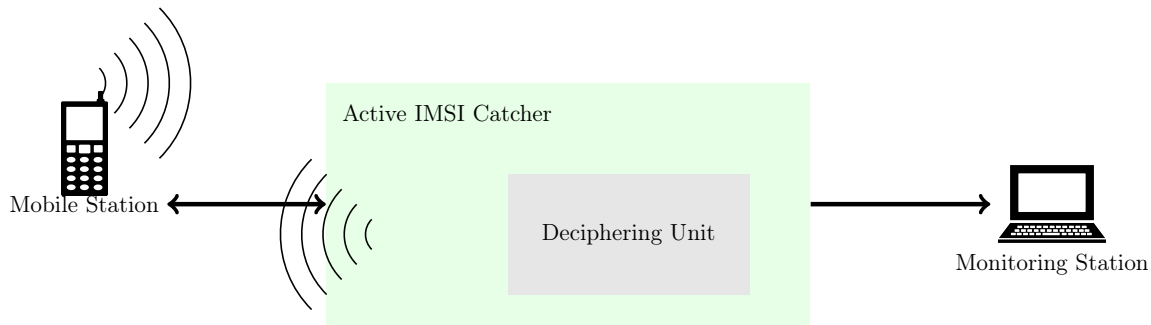 Active IMSI Catcher
Mobile Station
Deciphering Unit
Monitoring Station